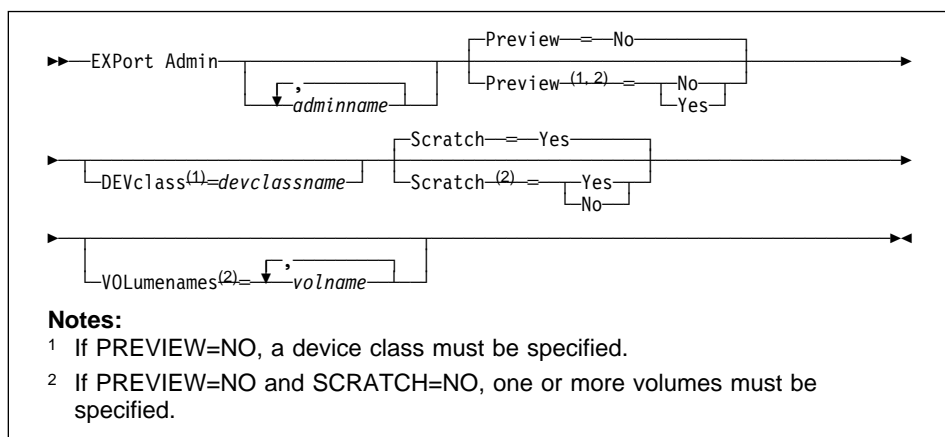 Preview = No
EXPort Admin Preview (1, 2) = No
, Yes
adminname
Scratch = Yes
DEVclass(1)=devclassname Scratch (2) = Yes
No
,
VOLumenames(2)= volname
Notes:
1 If PREVIEW=NO, a device class must be specified.
2 If PREVIEW=NO and SCRATCH=NO, one or more volumes must be
specified.